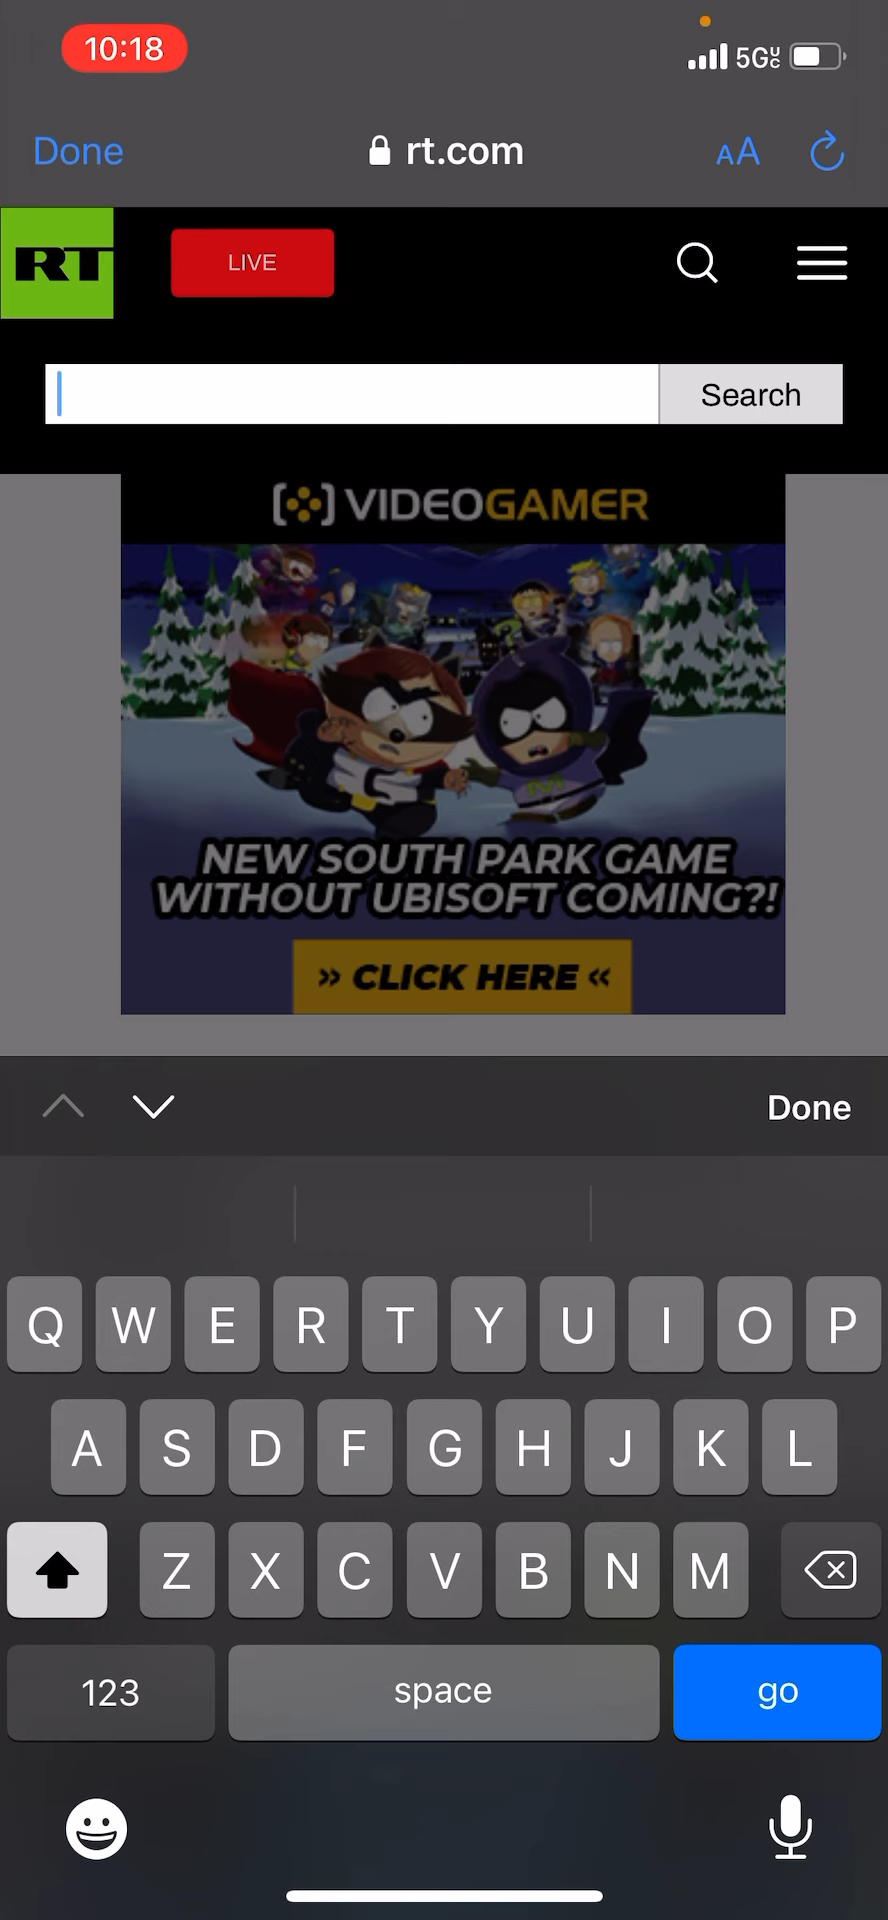 10:18
5GUC
Done
rt.com
AA
RT
LIVE
Search
VIDEOGAMER
NEW SOUTH PARK GAME
WITHOUT UBISOFT COMING?!
» CLICK HERE «
Done
Q W E R T Y U I O P
A S D F G H J K L
Z X C V B N M
123
space
go